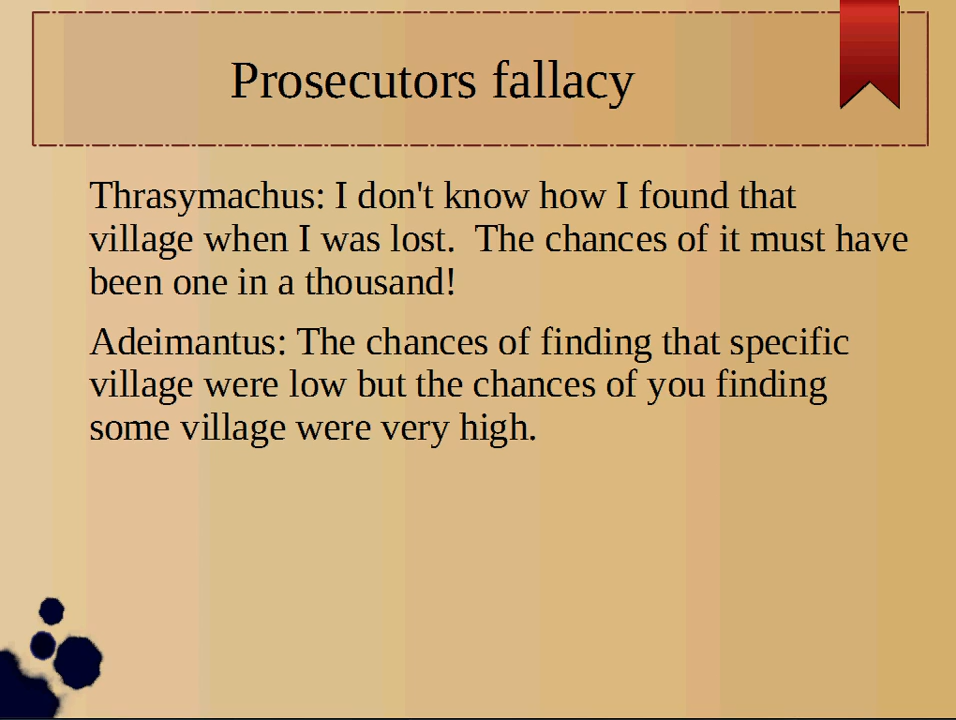 Prosecutors fallacy
Thrasymachus: I don't know how I found that
village when I was lost.  The chances of it must have
been one in a thousand!
Adeimantus: The chances of finding that specific
village were low but the chances of you finding
some village were very high.